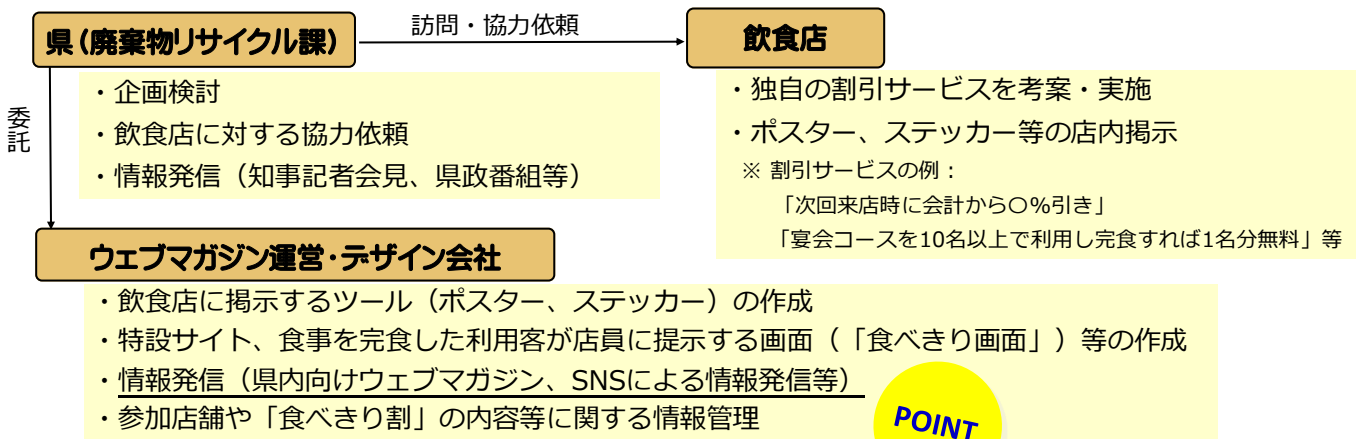 県（廃棄物リサイクル課）
訪問・協力依頼
飲食店
委託
・企画検討
・飲食店に対する協力依頼
・情報発信（知事記者会見、県政番組等）
・独自の割引サービスを考案・実施
・ポスター、ステッカー等の店内掲示
※ 割引サービスの例：
「次回来店時に会計から〇％引き」
「宴会コースを10名以上で利用し完食すれば1名分無料」等
ウェブマガジン運営・デザイン会社
・飲食店に掲示するツール（ポスター、ステッカー）の作成
・特設サイト、食事を完食した利用客が店員に提示する画面（「食べきり画面」）等の作成
・情報発信（県内向けウェブマガジン、SNSによる情報発信等）
・参加店舗や「食べきり割」の内容等に関する情報管理
POINT